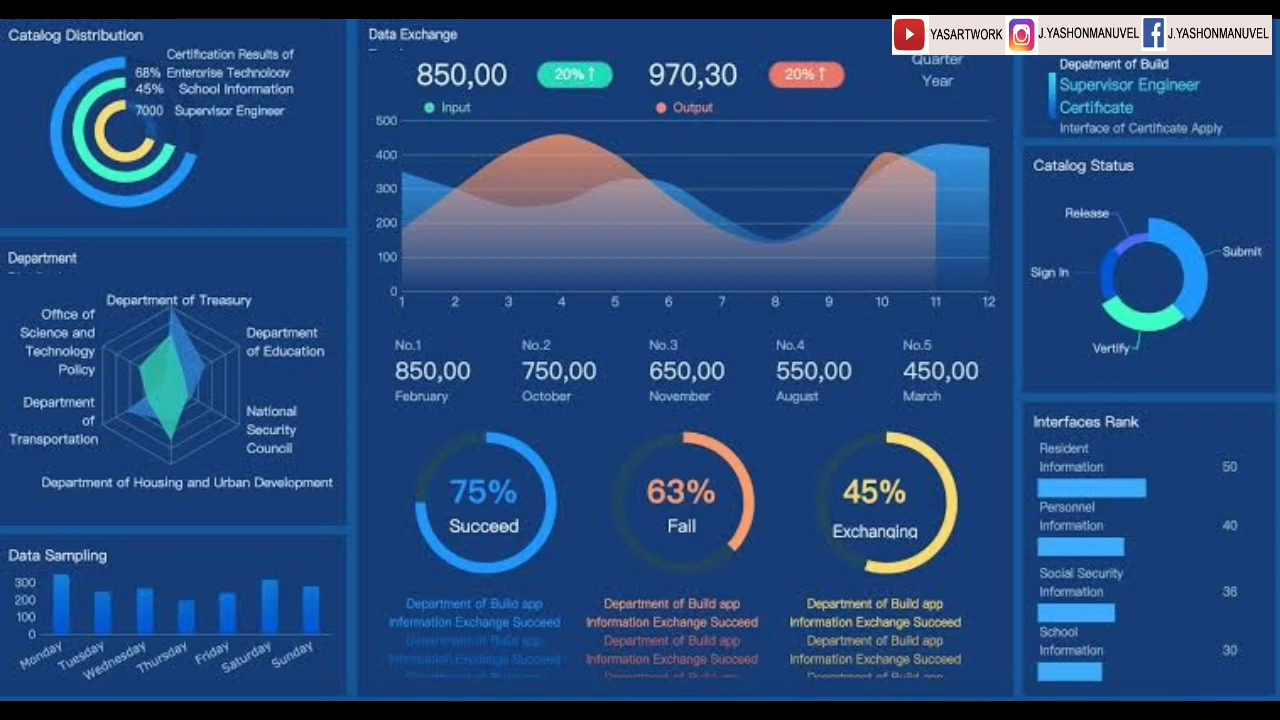 YASARTWORK
J.YASHONMANUVEL
J.YASHONMANUVEL
Catalog Distribution
Certification Results of
68% Enterprise Technology
45% School Information
7000 Supervisor Engineer
Department
Department of Treasury
Office of
Science and
Technology
Policy
Department
of Education
Department
of
Transportation
National
Security
Council
Department of Housing and Urban Development
Data Sampling
300
200
100
0
Monday
Tuesday
Wednesday
Thursday
Friday
Saturday
Sunday
Data Exchange
850,00
20%↑
970,30
20%↑
Input
Output
Quarter
Year
500
400
300
200
100
0
1 2 3 4 5 6 7 8 9 10 11 12
No.1
850,00
February
No.2
750,00
October
No.3
650,00
November
No.4
550,00
August
No.5
450,00
March
75%
Succeed
63%
Fall
45%
Exchanging
Department of Build app
Information Exchange Succeed
Department of Build app
Information Exchange Succeed
Department of Build app
Information Exchange Succeed
Department of Build app
Information Exchange Succeed
Department of Build app
Information Exchange Succeed
Department of Build app
Information Exchange Succeed
Depatment of Build
Supervisor Engineer
Certificate
Interface of Certificate Apply
Catalog Status
Release
Submit
Sign In
Vertify
Interfaces Rank
Resident
Information 50
Personnel
Information 40
Social Security
Information 36
School
Information 30